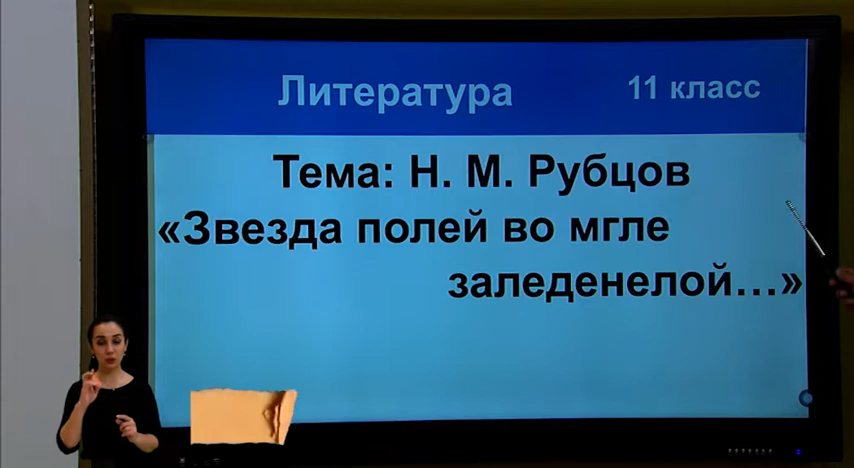 Литература
11 класс
Тема: Н. М. Рубцов
«Звезда полей во мгле
заледенелой...»